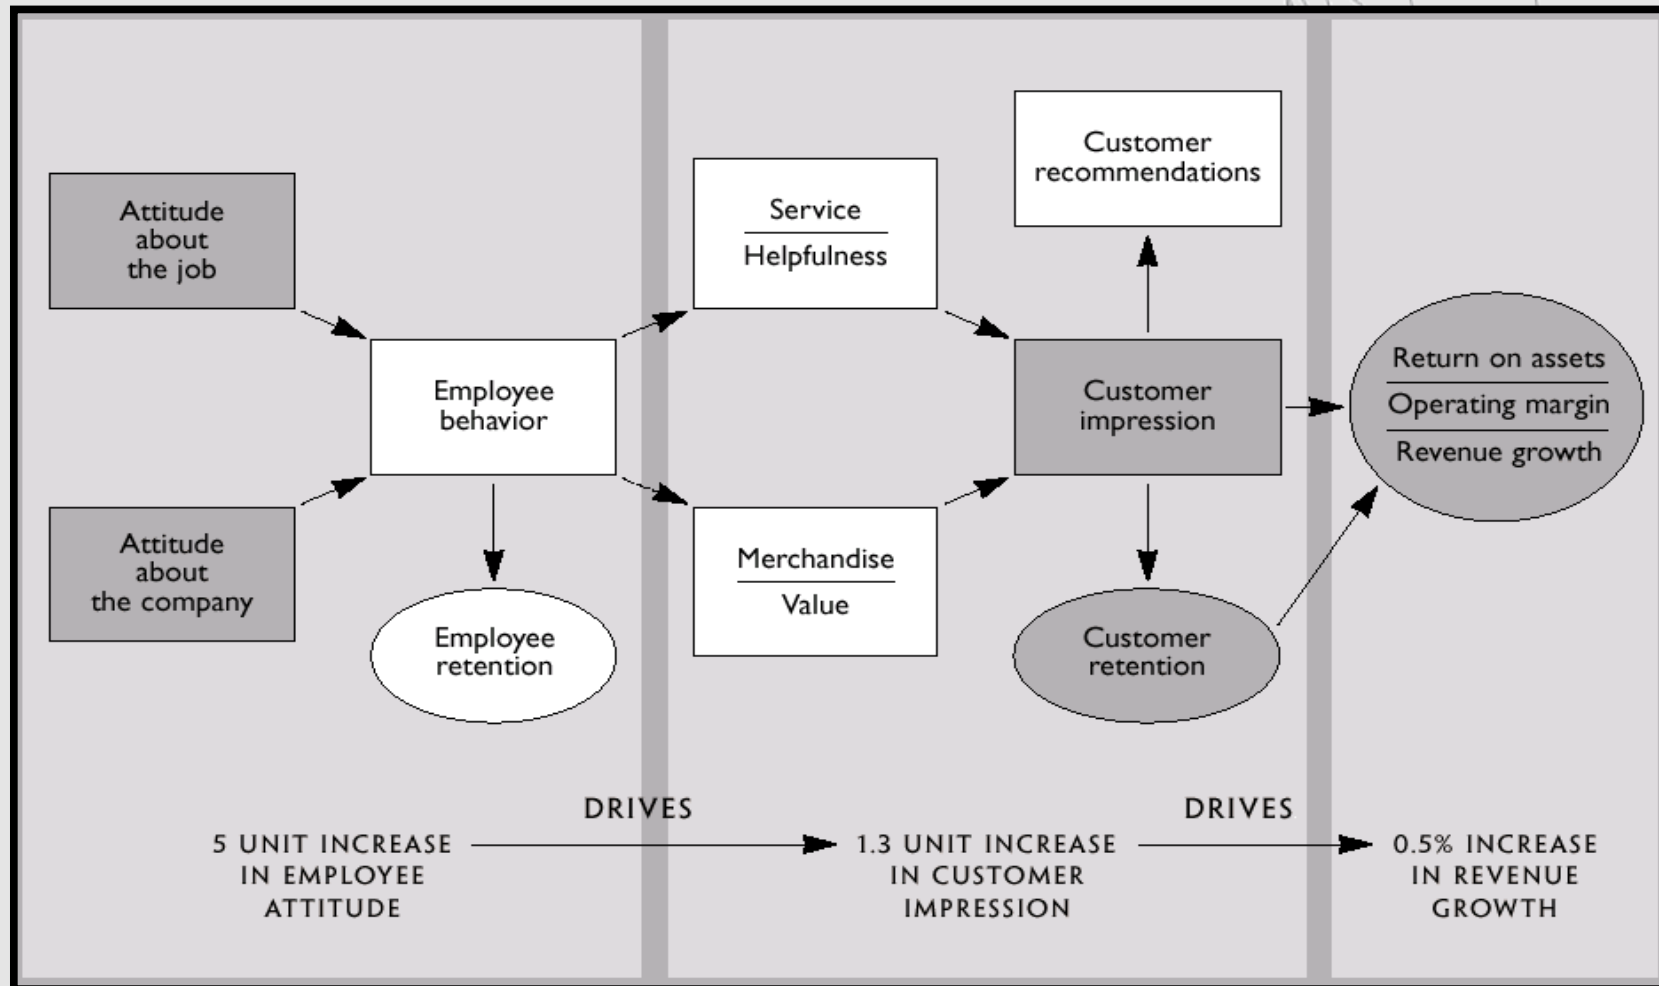 Attitude
about
the job
Attitude
about
the company
Employee
behavior
Employee
retention
Service
Helpfulness
Merchandise
Value
Customer
recommendations
Customer
impression
Customer
retention
Return on assets
Operating margin
Revenue growth
5 UNIT INCREASE
IN EMPLOYEE
ATTITUDE
DRIVES
1.3 UNIT INCREASE
IN CUSTOMER
IMPRESSION
DRIVES
0.5% INCREASE
IN REVENUE
GROWTH